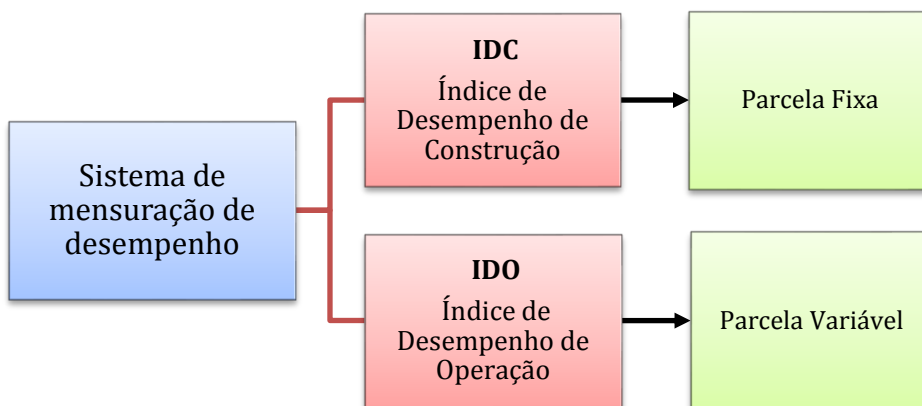 Sistema de
mensuração de
desempenho
IDC
Índice de
Desempenho de
Construção
Parcela Fixa
IDO
Índice de
Desempenho de
Operação
Parcela Variável